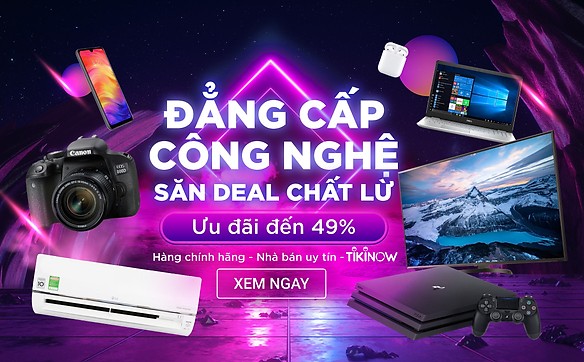 ĐẲNG CẤP
CÔNG NGHỆ
SĂN DEAL CHẤT LỪ
Ưu đãi đến 49%
Hàng chính hãng - Nhà bán uy tín - TIKINOW
XEM NGAY
Canon
EOS